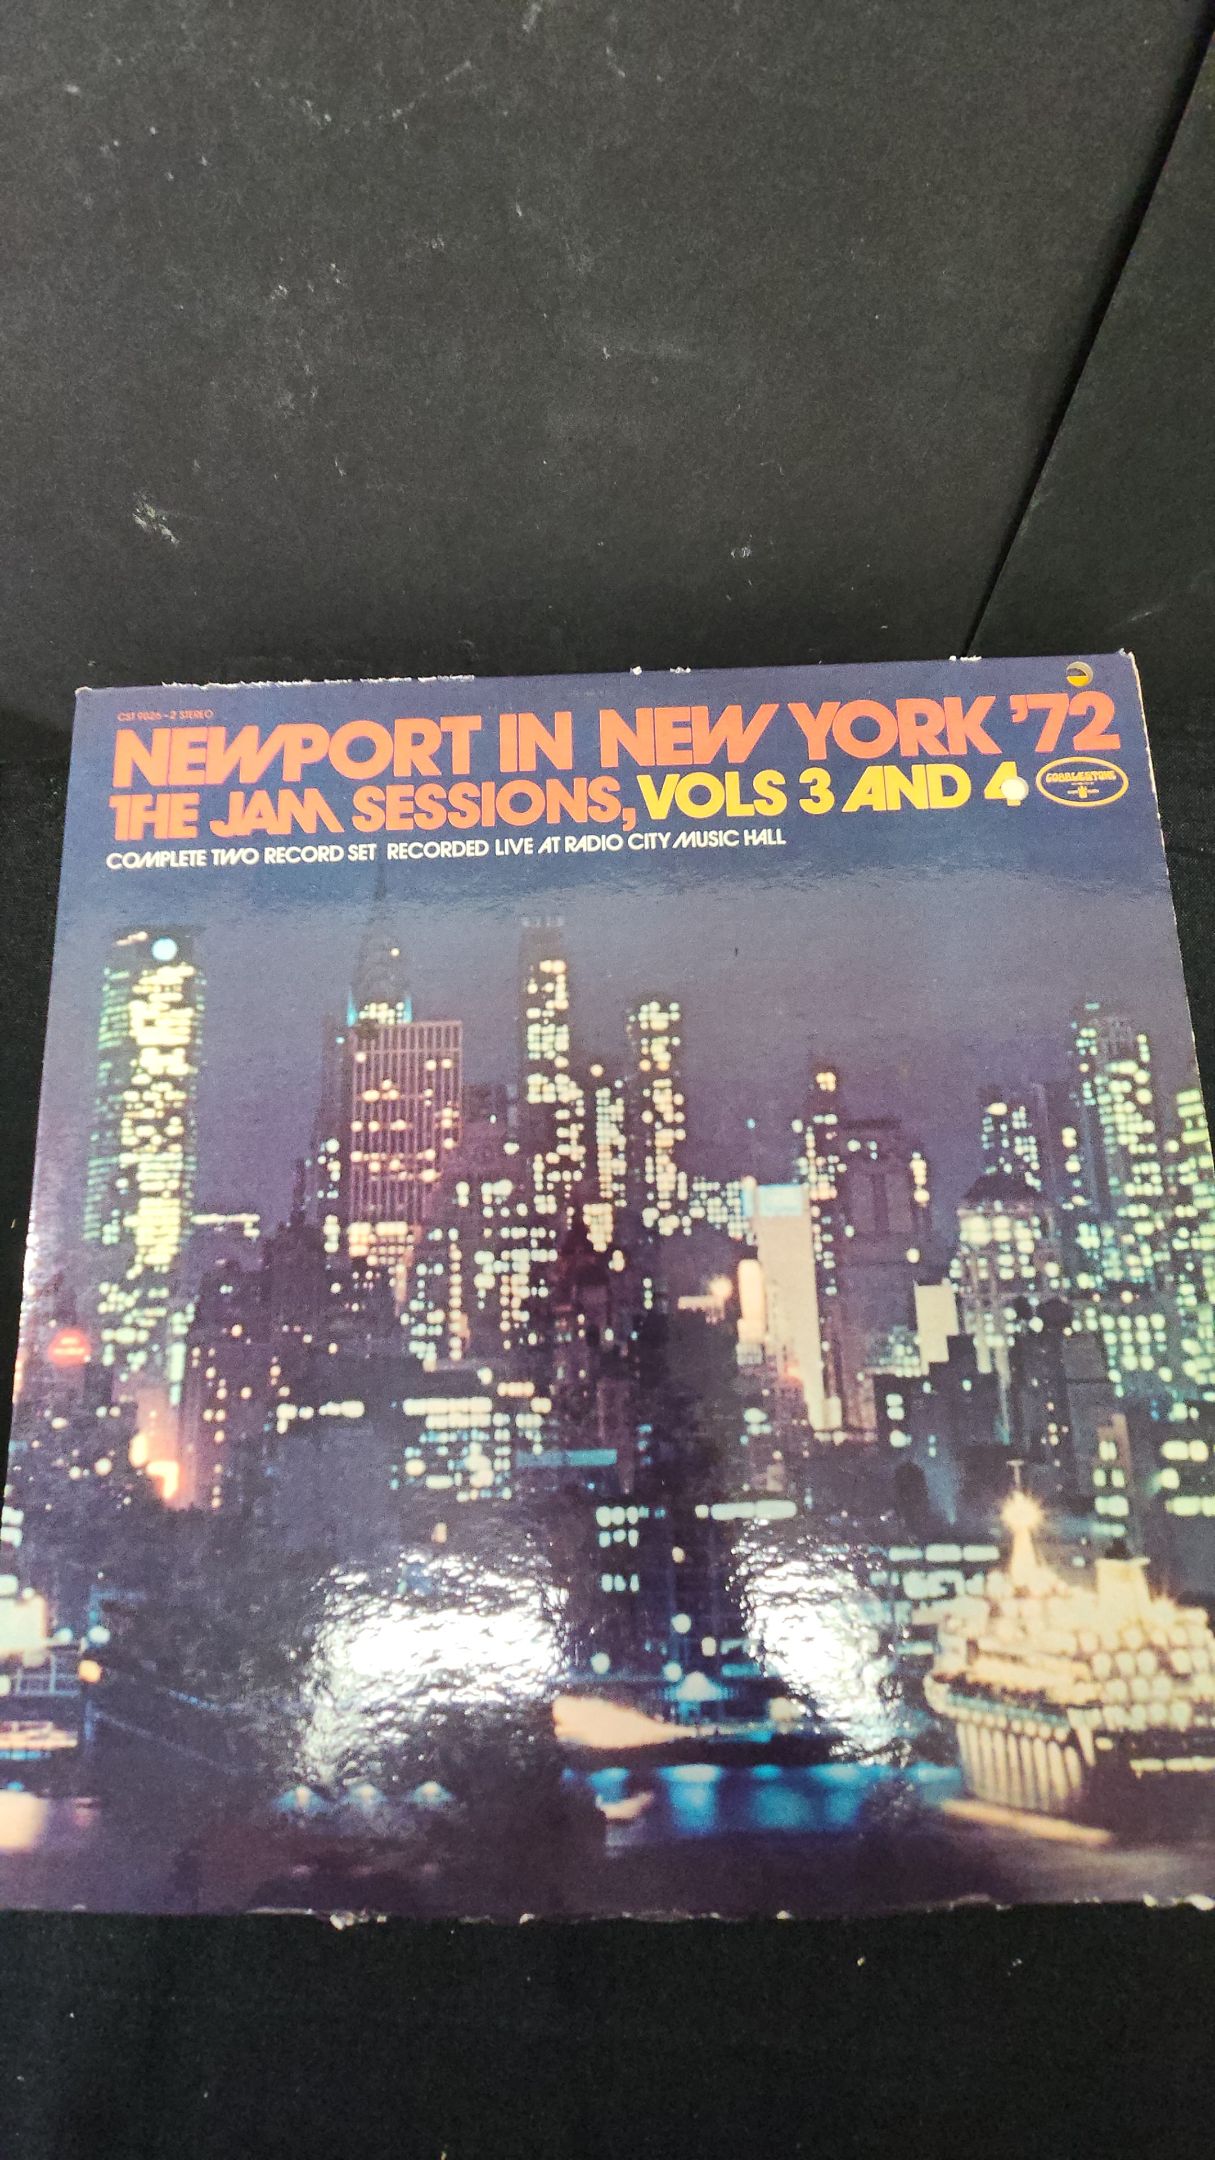 CST 9026-2 STEREO
NEWPORT IN NEW YORK '72
THE JAM SESSIONS, VOLS 3 AND 4
COBBLESTONE
COMPLETE TWO RECORD SET RECORDED LIVE AT RADIO CITY MUSIC HALL